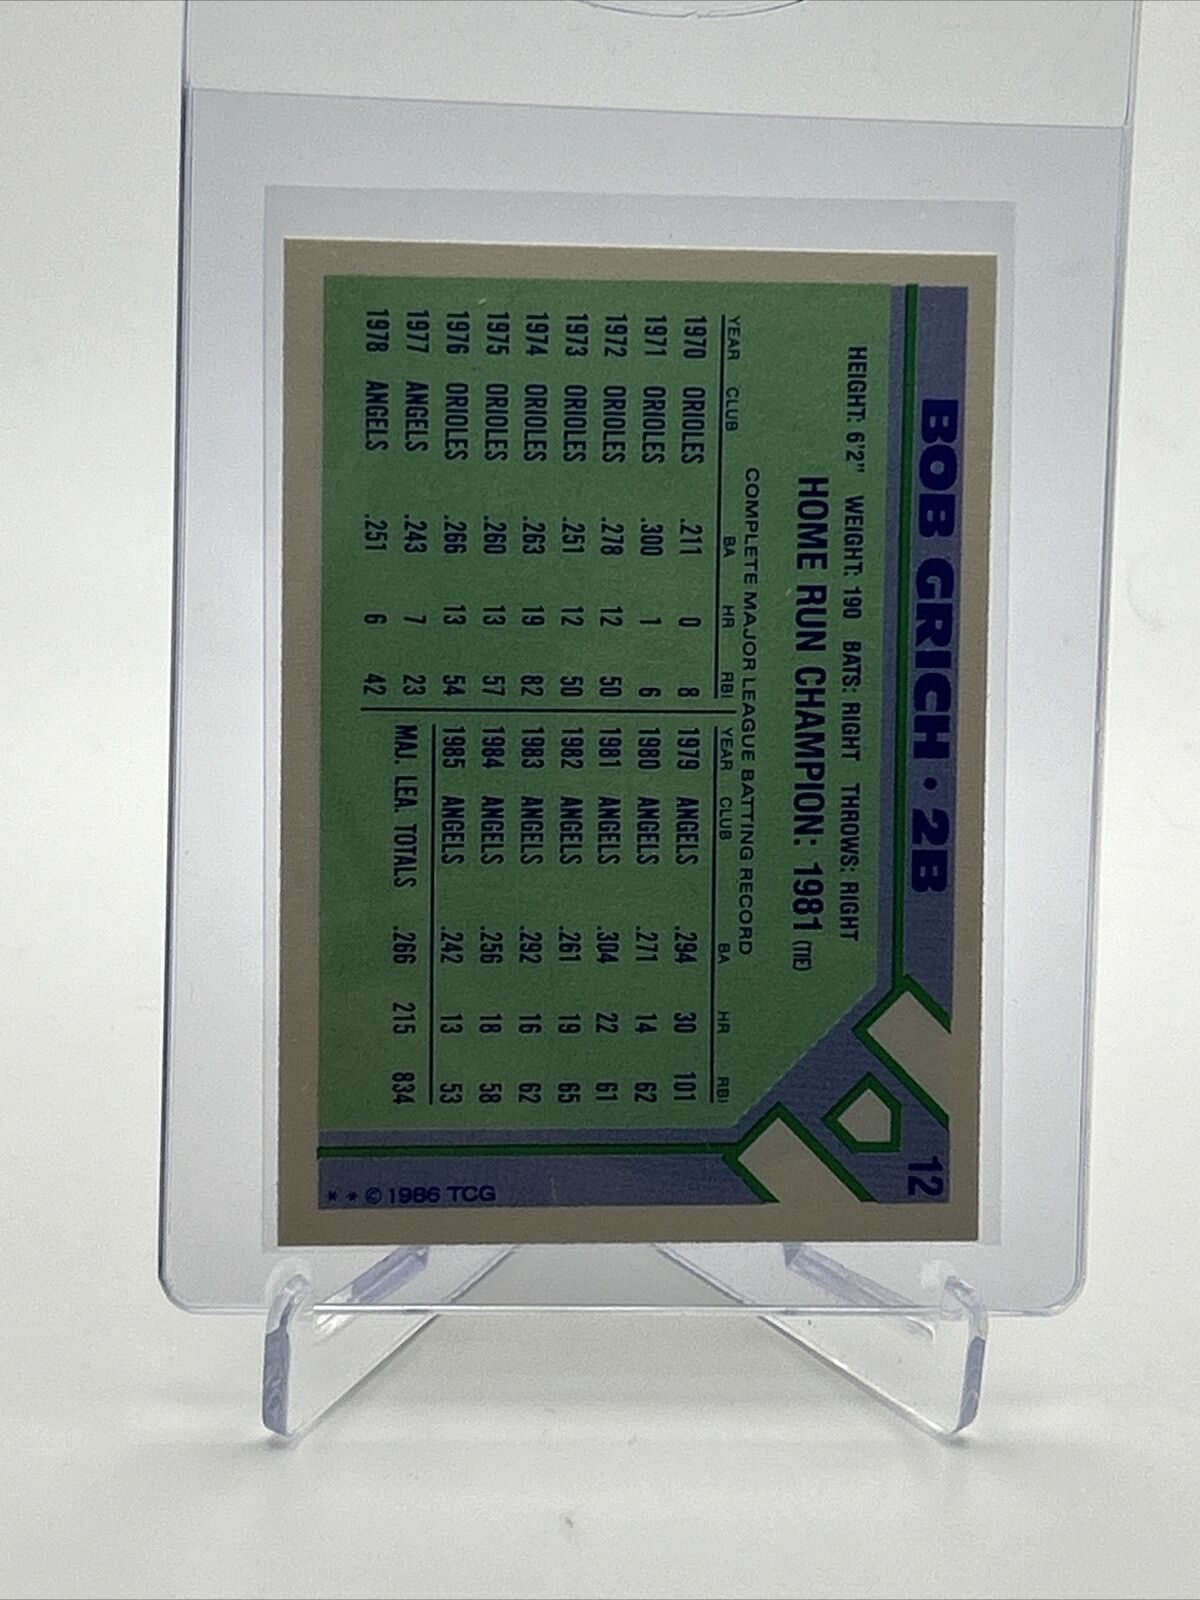 BOB GRICH • 2B
12
HEIGHT: 6'2" WEIGHT: 190 BATS: RIGHT THROWS: RIGHT
HOME RUN CHAMPION: 1981 (TIE)
COMPLETE MAJOR LEAGUE BATTING RECORD
YEAR CLUB BA HR RBI
1970 ORIOLES .211 0 8
1971 ORIOLES .300 1 6
1972 ORIOLES .278 12 50
1973 ORIOLES .251 12 50
1974 ORIOLES .263 19 82
1975 ORIOLES .260 13 57
1976 ORIOLES .266 13 54
1977 ANGELS .243 7 23
1978 ANGELS .251 6 42
YEAR CLUB BA HR RBI
1979 ANGELS .294 30 101
1980 ANGELS .271 14 62
1981 ANGELS .304 22 61
1982 ANGELS .261 19 65
1983 ANGELS .292 16 62
1984 ANGELS .256 18 58
1985 ANGELS .242 13 53
MAJ. LEA. TOTALS .266 215 834
* * © 1986 TCG